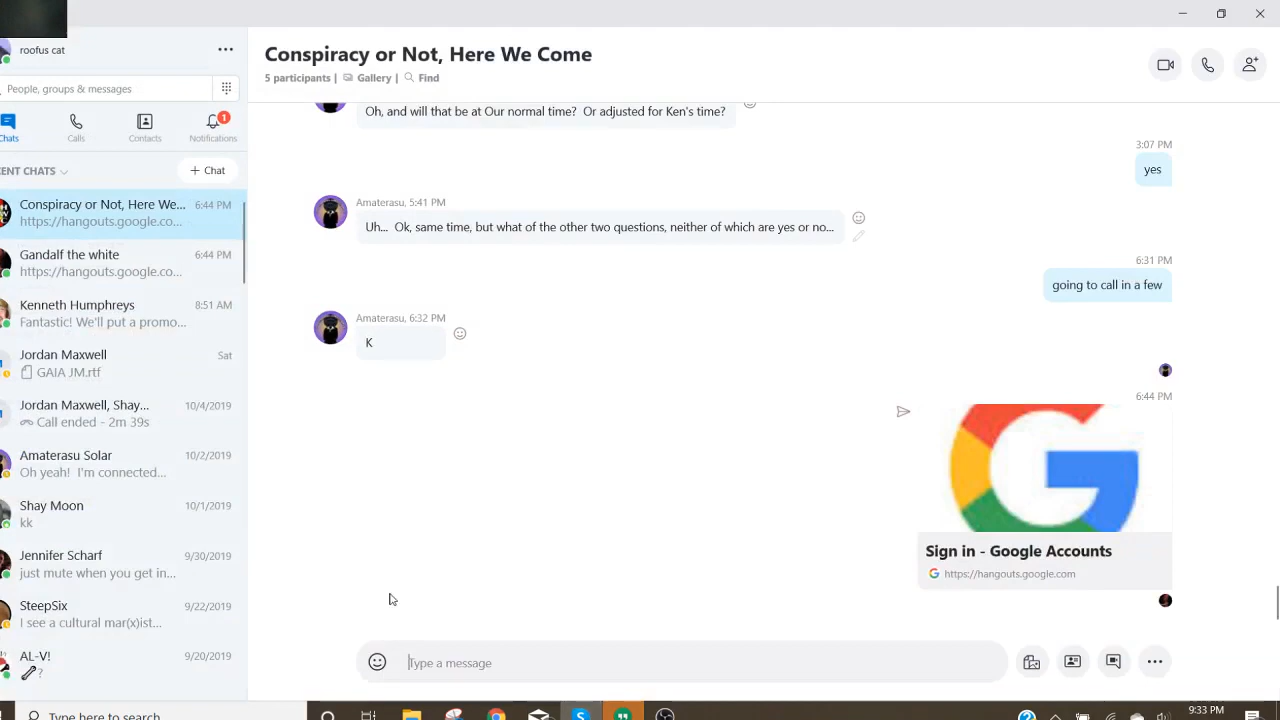 roofus cat
People, groups & messages
Chats
Calls
Contacts
Notifications
1
ENT CHATS
+ Chat
Conspiracy or Not, Here We...
6:44 PM
https://hangouts.google.co...
Gandalf the white
6:44 PM
https://hangouts.google.co...
Kenneth Humphreys
8:51 AM
Fantastic! We'll put a promo...
Jordan Maxwell
Sat
GAIA JM.rtf
Jordan Maxwell, Shay...
10/4/2019
Call ended - 2m 39s
Amaterasu Solar
10/2/2019
Oh yeah! I'm connected...
Shay Moon
10/1/2019
kk
Jennifer Scharf
9/30/2019
just mute when you get in...
SteepSix
9/22/2019
I see a cultural mar(x)ist...
AL-V!
9/20/2019
?
Conspiracy or Not, Here We Come
5 participants | Gallery | Find
Oh, and will that be at Our normal time? Or adjusted for Ken's time?
3:07 PM
yes
Amaterasu, 5:41 PM
Uh... Ok, same time, but what of the other two questions, neither of which are yes or no...
6:31 PM
going to call in a few
Amaterasu, 6:32 PM
K
6:44 PM
Sign in - Google Accounts
https://hangouts.google.com
Type a message
Type here to search
9:33 PM